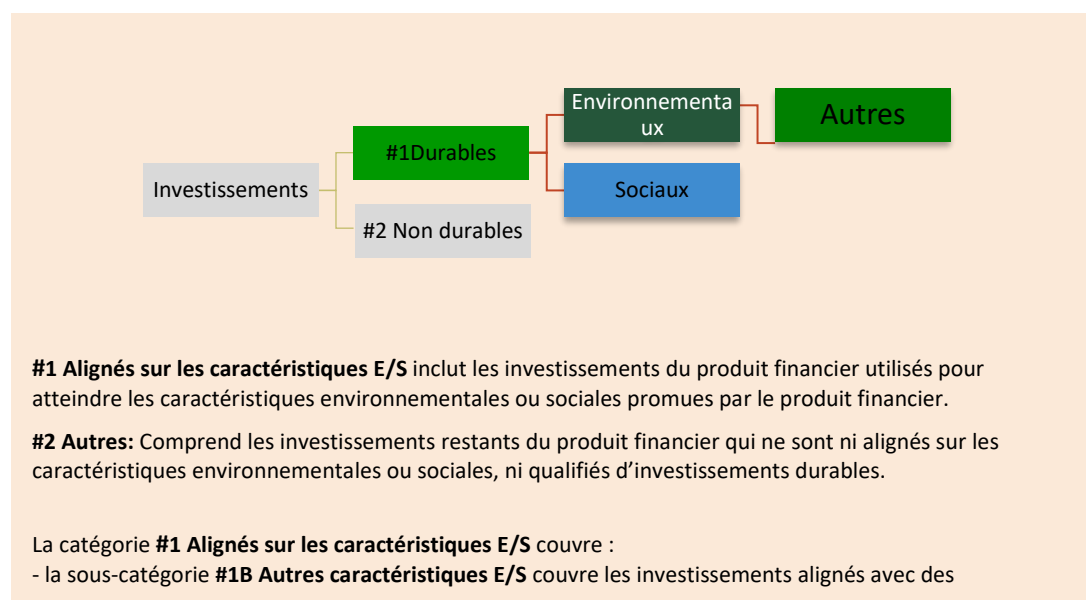 Environnementa
ux
Autres
#1Durables
Investissements
Sociaux
#2 Non durables
#1 Alignés sur les caractéristiques E/S inclut les investissements du produit financier utilisés pour
atteindre les caractéristiques environnementales ou sociales promues par le produit financier.
#2 Autres: Comprend les investissements restants du produit financier qui ne sont ni alignés sur les
caractéristiques environnementales ou sociales, ni qualifiés d’investissements durables.
La catégorie #1 Alignés sur les caractéristiques E/S couvre :
- la sous-catégorie #1B Autres caractéristiques E/S couvre les investissements alignés avec des